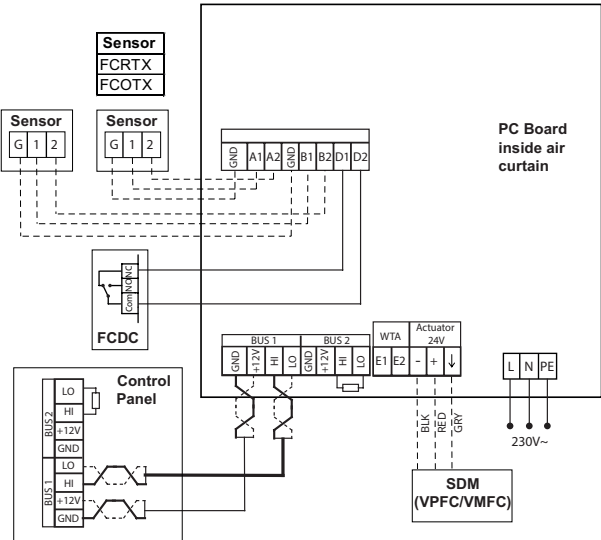 Sensor
FCRTX
FCOTX
Sensor
G 1 2
Sensor
G 1 2
PC Board
inside air
curtain
GND A1 A2 GND B1 B2 D1 D2
NC
NO
Com
FCDC
BUS 1 BUS 2
GND +12V HI LO GND +12V HI LO
WTA
E1 E2
Actuator
24V
- + ↓
BLK RED GRY
SDM
(VPFC/VMFC)
L N PE
230V~
Control
Panel
BUS 2
LO
HI
+12V
GND
BUS 1
LO
HI
+12V
GND